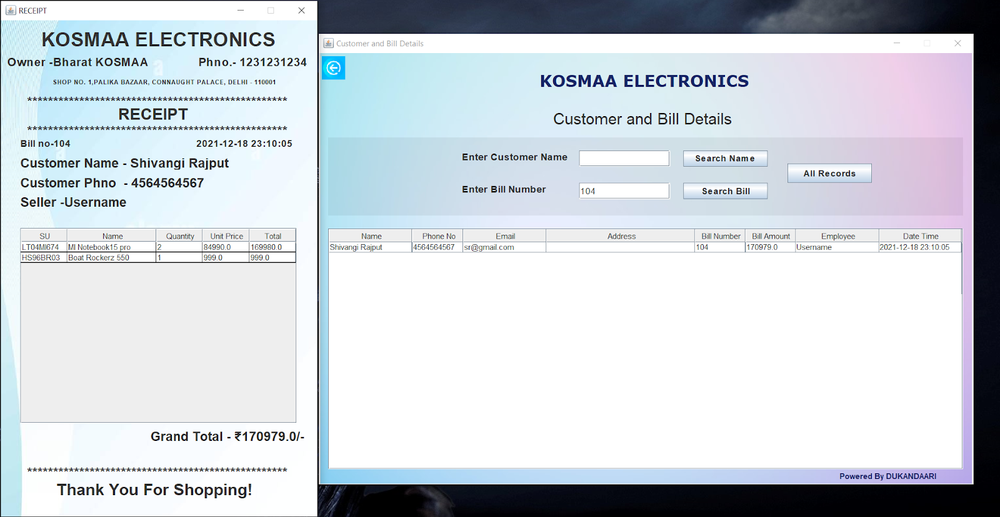 RECEIPT
KOSMAA ELECTRONICS
Owner -Bharat KOSMAA Phno.- 1231231234
SHOP NO. 1,PALIKA BAZAAR, CONNAUGHT PALACE, DELHI - 110001
**************************************************
RECEIPT
**************************************************
Bill no-104 2021-12-18 23:10:05
Customer Name - Shivangi Rajput
Customer Phno - 4564564567
Seller -Username
SU Name Quantity Unit Price Total
LT04MI674 MI Notebook15 pro 2 84990.0 169980.0
HS96BR03 Boat Rockerz 550 1 999.0 999.0
Grand Total - ₹170979.0/-
**************************************************
Thank You For Shopping!
Customer and Bill Details
KOSMAA ELECTRONICS
Customer and Bill Details
Enter Customer Name Search Name
All Records
Enter Bill Number 104 Search Bill
Name Phone No Email Address Bill Number Bill Amount Employee Date Time
Shivangi Rajput 4564564567 sr@gmail.com 104 170979.0 Username 2021-12-18 23:10:05
Powered By DUKANDAARI